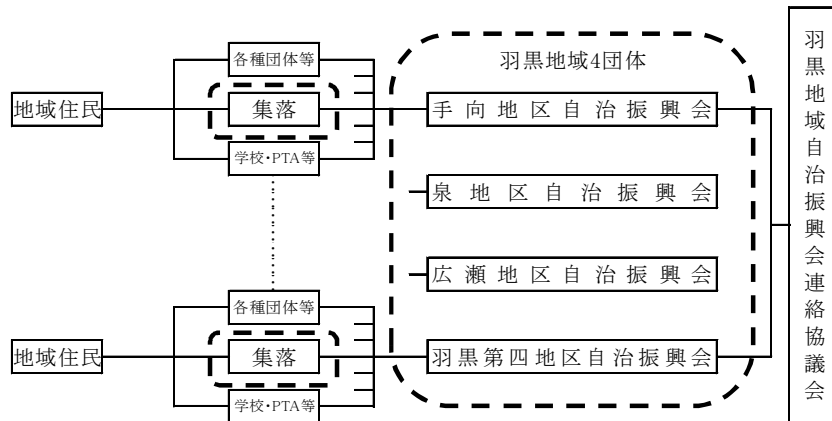 各種団体等
羽黒地域4団体
地域住民
集落
手向地区自治振興会
学校・PTA等
泉地区自治振興会
広瀬地区自治振興会
各種団体等
地域住民
集落
羽黒第四地区自治振興会
学校・PTA等
羽黒地域自治振興会連絡協議会